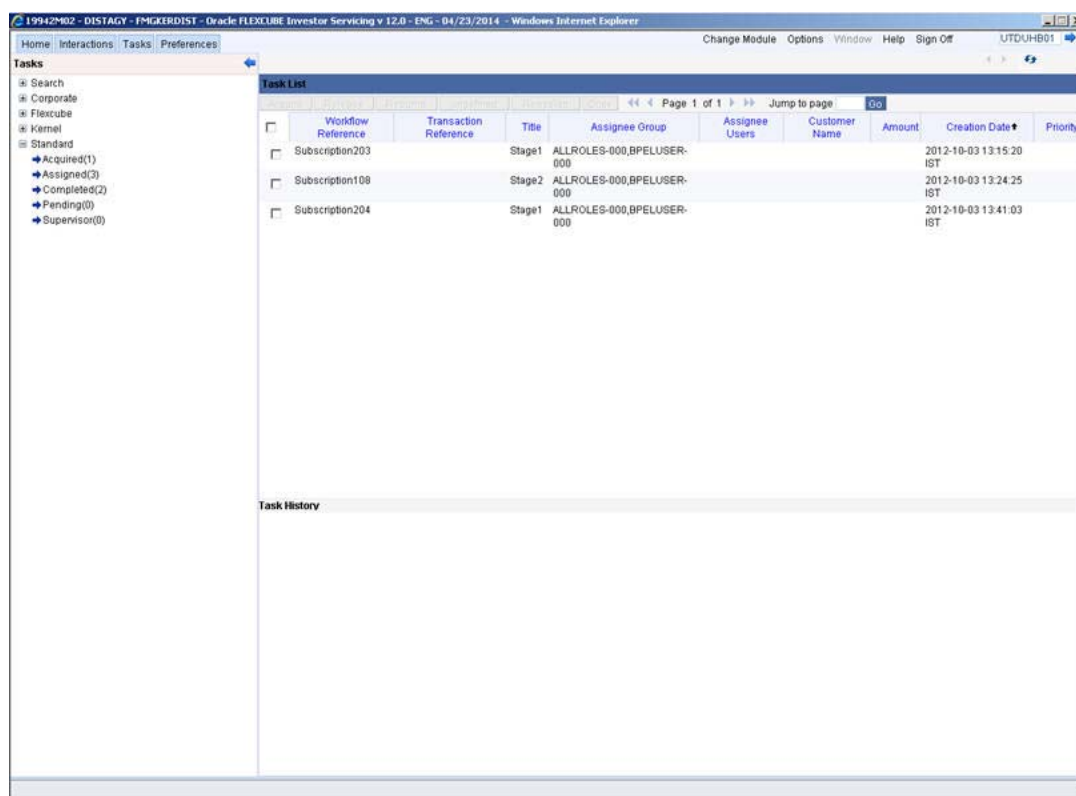 19942M02 - DISTAGY - FMGKERDIST - Oracle FLEXCUBE Investor Servicing v 12.0 - ENG - 04/23/2014 - Windows Internet Explorer
Home Interactions Tasks Preferences Change Module Options Window Help Sign Off UTDUHB01
Tasks
Search
Corporate
Flexcube
Kernel
Standard
Acquired(1)
Assigned(3)
Completed(2)
Pending(0)
Supervisor(0)
Task List
Page 1 of 1 Jump to page Go
Workflow Reference Transaction Reference Title Assignee Group Assignee Users Customer Name Amount Creation Date Priority
Subscription203 Stage1 ALLROLES-000,BPELUSER- 2012-10-03 13:15:20
000 IST
Subscription108 Stage2 ALLROLES-000,BPELUSER- 2012-10-03 13:24:25
000 IST
Subscription204 Stage1 ALLROLES-000,BPELUSER- 2012-10-03 13:41:03
000 IST
Task History